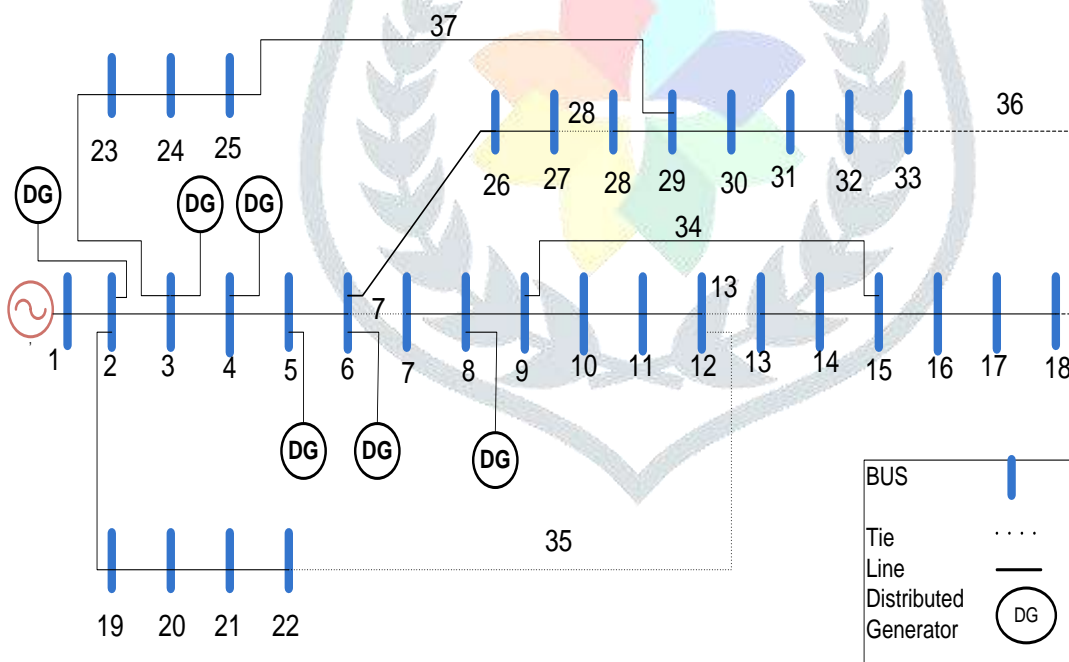 37
23 24 25
28
36
26 27 28 29 30 31 32 33
DG DG DG
34
7 13
1 2 3 4 5 6 7 8 9 10 11 12 13 14 15 16 17 18
DG DG DG
35
19 20 21 22
BUS
Tie
Line
Distributed
Generator
DG